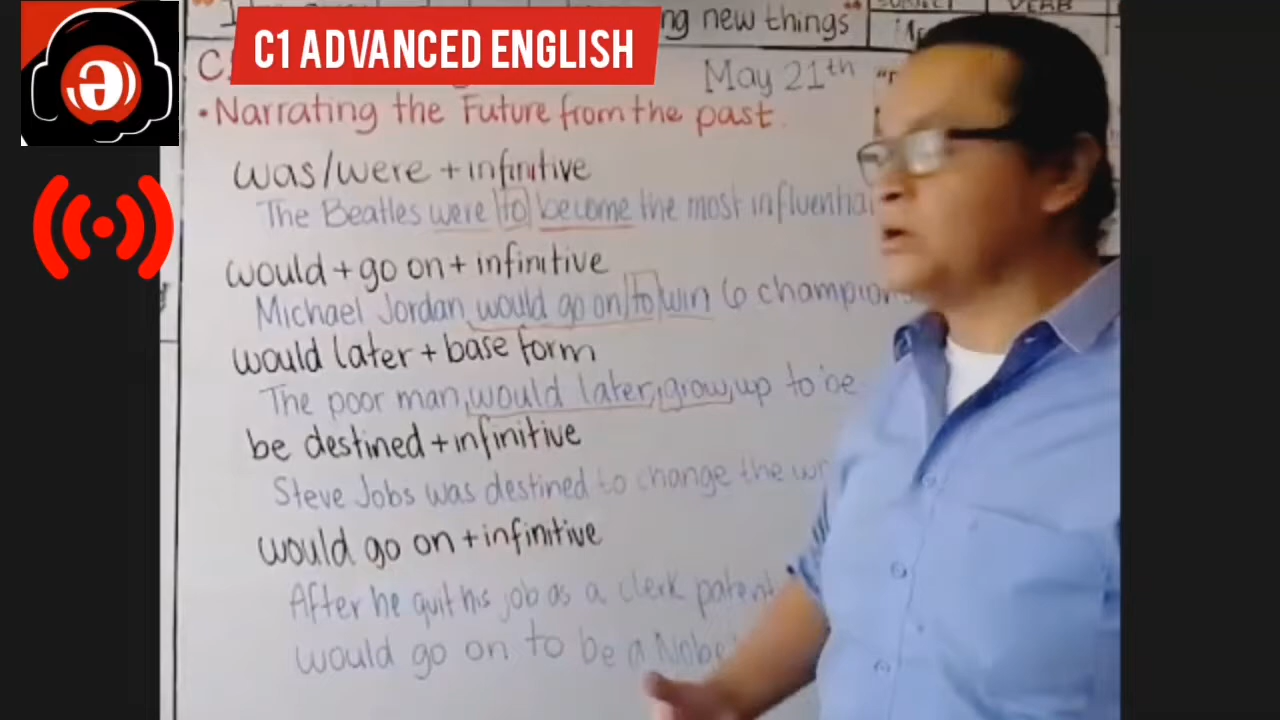 ng new things"
SUBJECT VERB
C1 ADVANCED ENGLISH
May 21th
• Narrating the Future from the past.
was/were + infinitive
The Beatles were to become the most influential
would + go on + infinitive
Michael Jordan would go on to win 6 champion
would later + base form
The poor man would later grow up to be
be destined + infinitive
Steve Jobs was destined to change the
would go on + infinitive
After he quit his job as a clerk patent
would go on to be a Nobe